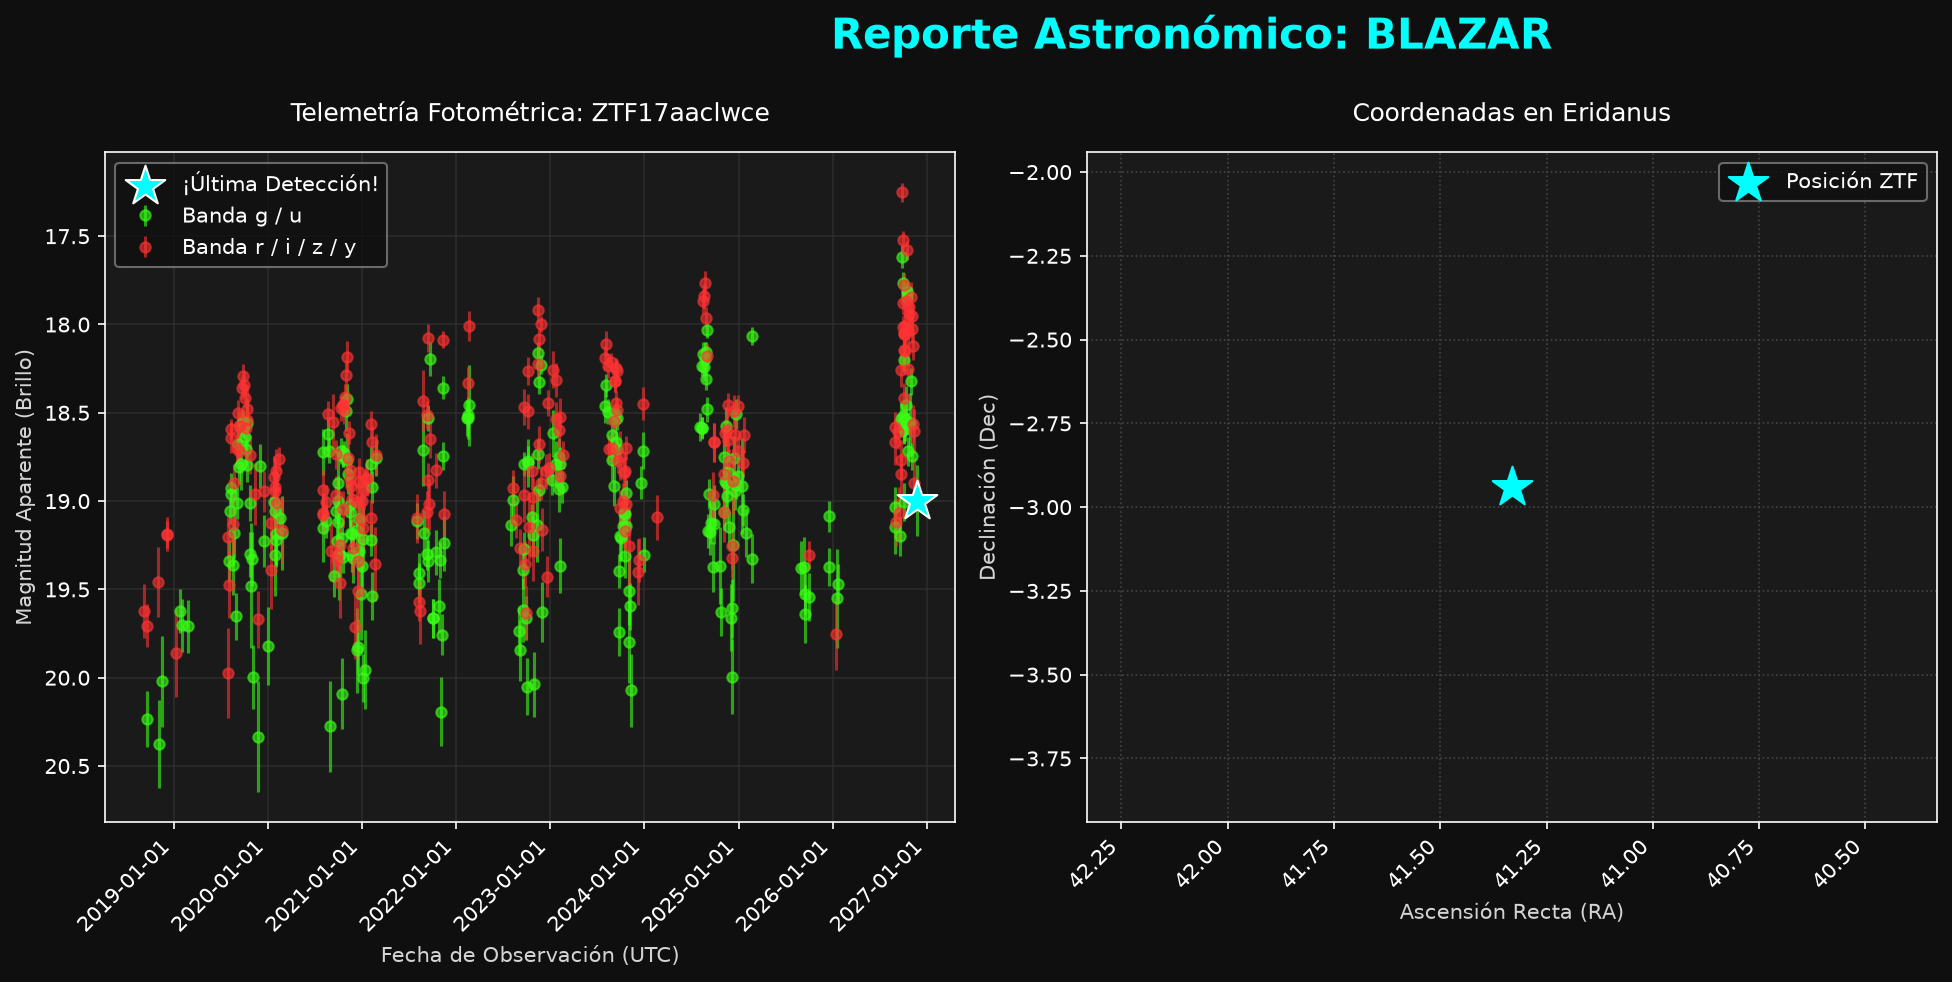 Reporte Astronómico: BLAZAR
Telemetría Fotométrica: ZTF17aaclwce
¡Última Detección!
Banda g / u
Banda r / i / z / y
Magnitud Aparente (Brillo)
17.5
18.0
18.5
19.0
19.5
20.0
20.5
2019-01-01
2020-01-01
2021-01-01
2022-01-01
2023-01-01
2024-01-01
2025-01-01
2026-01-01
2027-01-01
Fecha de Observación (UTC)
Coordenadas en Eridanus
Posición ZTF
Declinación (Dec)
−2.00
−2.25
−2.50
−2.75
−3.00
−3.25
−3.50
−3.75
42.25
42.00
41.75
41.50
41.25
41.00
40.75
40.50
Ascensión Recta (RA)